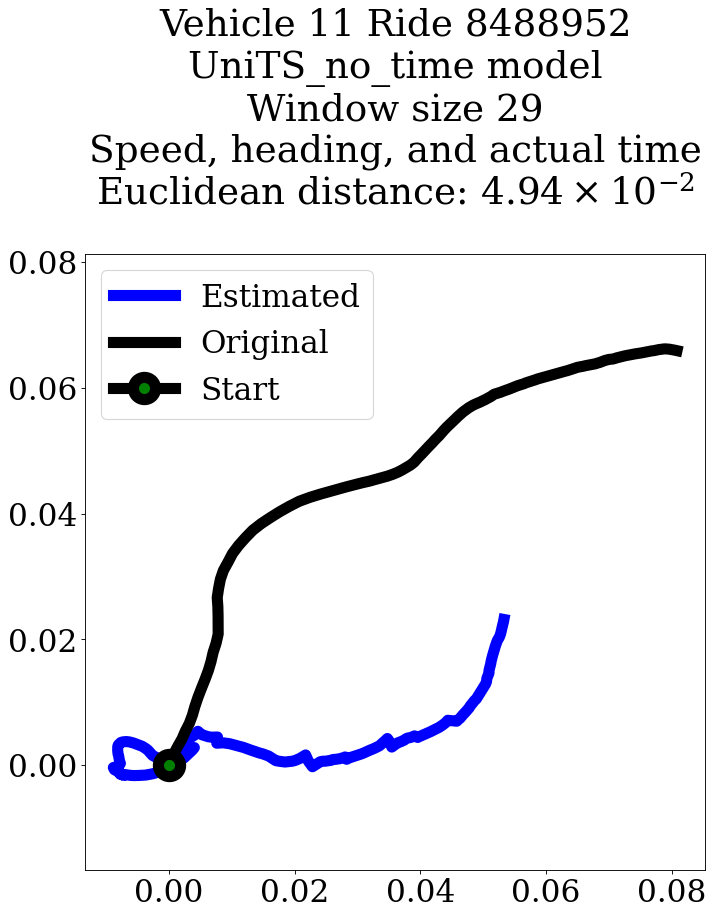 Vehicle 11 Ride 8488952
UniTS_no_time model
Window size 29
Speed, heading, and actual time
Euclidean distance: 4.94 × 10⁻²
0.08
0.06
0.04
0.02
0.00
Estimated
Original
Start
0.00 0.02 0.04 0.06 0.08